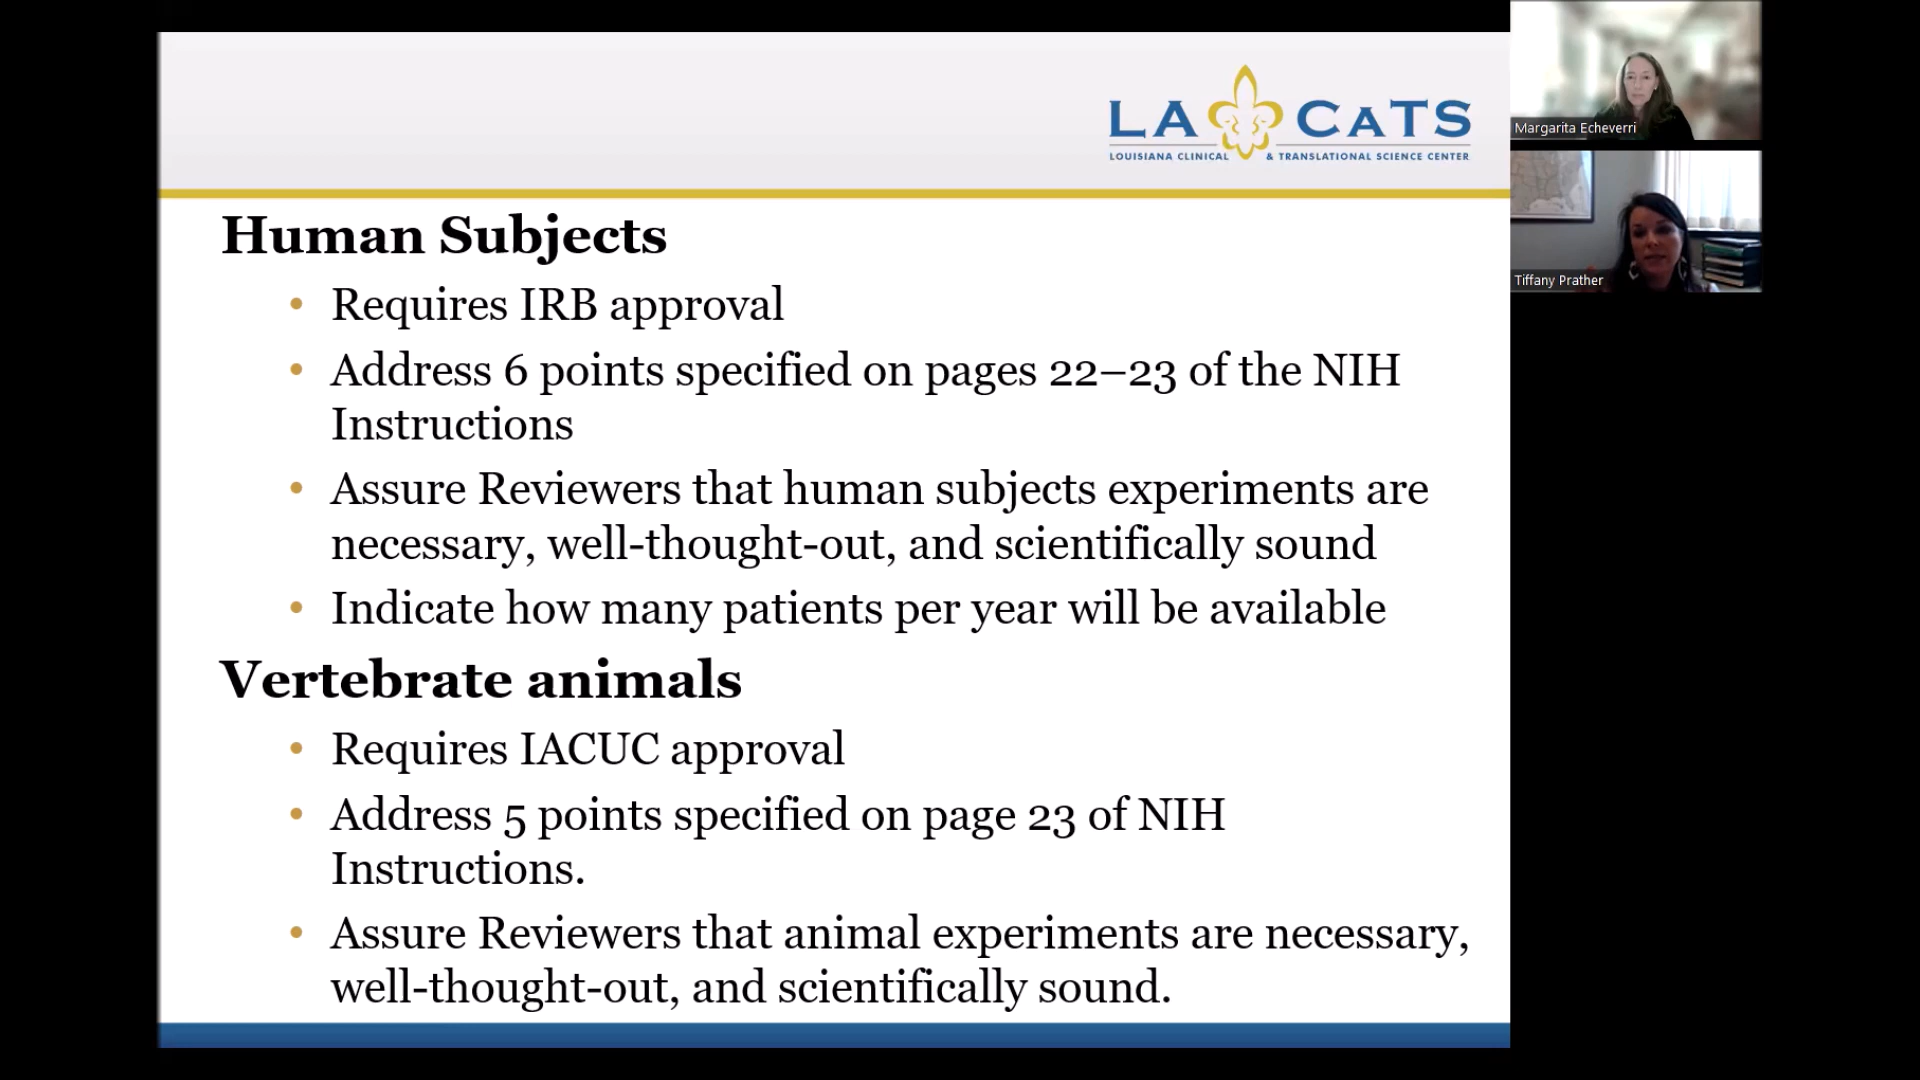 LA CATS
LOUISIANA CLINICAL & TRANSLATIONAL SCIENCE CENTER
Margarita Echeverri
Tiffany Prather
Human Subjects
• Requires IRB approval
• Address 6 points specified on pages 22–23 of the NIH
Instructions
• Assure Reviewers that human subjects experiments are
necessary, well-thought-out, and scientifically sound
• Indicate how many patients per year will be available
Vertebrate animals
• Requires IACUC approval
• Address 5 points specified on page 23 of NIH
Instructions.
• Assure Reviewers that animal experiments are necessary,
well-thought-out, and scientifically sound.